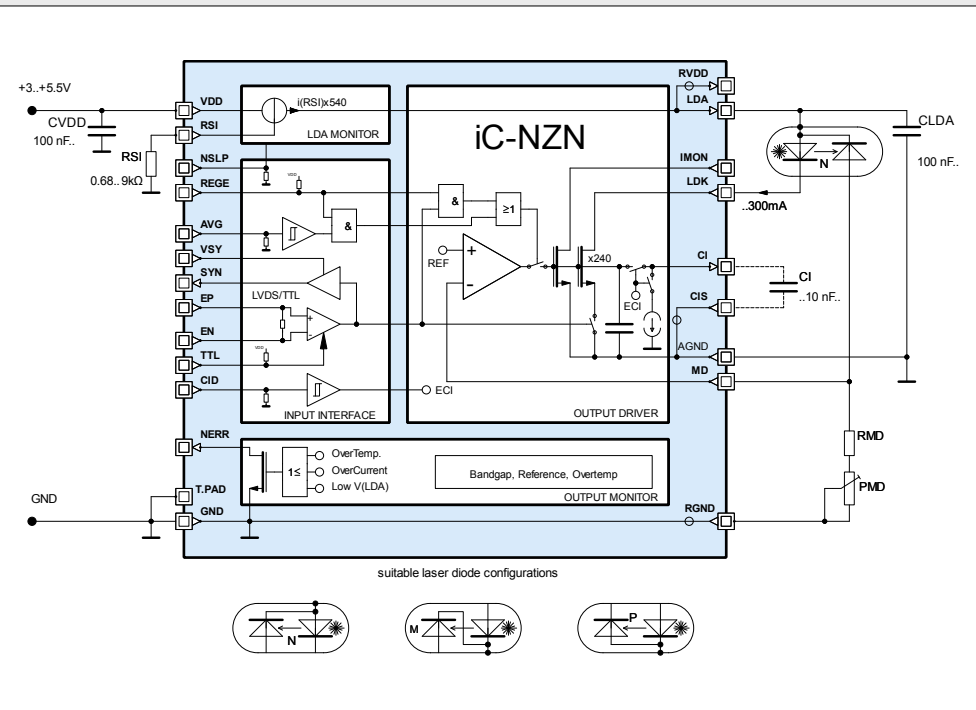 +3..+5.5V
CVDD
100 nF..
RSI
0.68..9kΩ
GND
VDD
RSI
NSLP
REGE
AVG
VSY
SYN
EP
EN
TTL
CID
NERR
T.PAD
GND
i(RSI)x540
LDA MONITOR
VDD
&
LVDS/TTL
+
-
VDD
INPUT INTERFACE
ECI
iC-NZN
&
≥1
REF
+
-
x240
ECI
OUTPUT DRIVER
1≤
OverTemp.
OverCurrent
Low V(LDA)
Bandgap, Reference, Overtemp
OUTPUT MONITOR
RVDD
LDA
IMON
LDK
CI
CIS
AGND
MD
RGND
N
..300mA
CLDA
100 nF..
CI
..10 nF..
RMD
PMD
suitable laser diode configurations
N
M
P